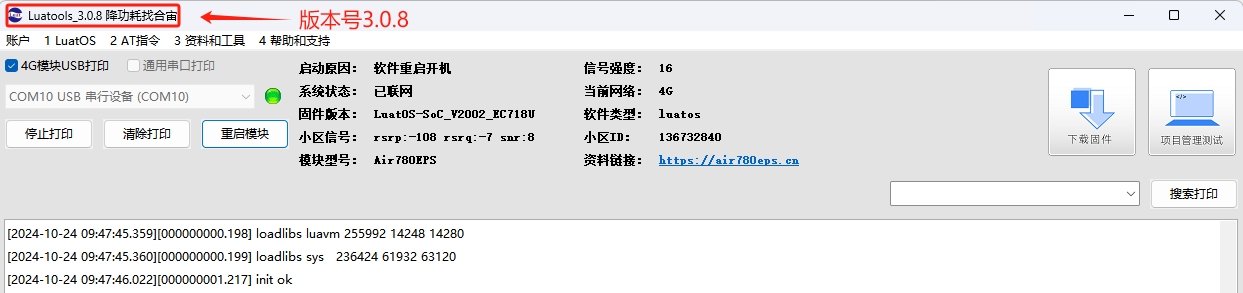 Luatools_3.0.8 降功耗找合宙
版本号3.0.8
账户 1 LuatOS 2 AT指令 3 资料和工具 4 帮助和支持
4G模块USB打印 通用串口打印
COM10 USB 串行设备 (COM10)
停止打印 清除打印 重启模块
启动原因： 软件重启开机 信号强度： 16
系统状态： 已联网 当前网络： 4G
固件版本： LuatOS-SoC_V2002_EC718U 软件类型： luatos
小区信号： rsrp:-108 rsrq:-7 snr:8 小区ID： 136732840
模块型号： Air780EPS 资料链接： https://air780eps.cn
下载固件 项目管理测试
搜索打印
[2024-10-24 09:47:45.359][000000000.198] loadlibs luavm 255992 14248 14280
[2024-10-24 09:47:45.360][000000000.199] loadlibs sys 236424 61932 63120
[2024-10-24 09:47:46.022][000000001.217] init ok